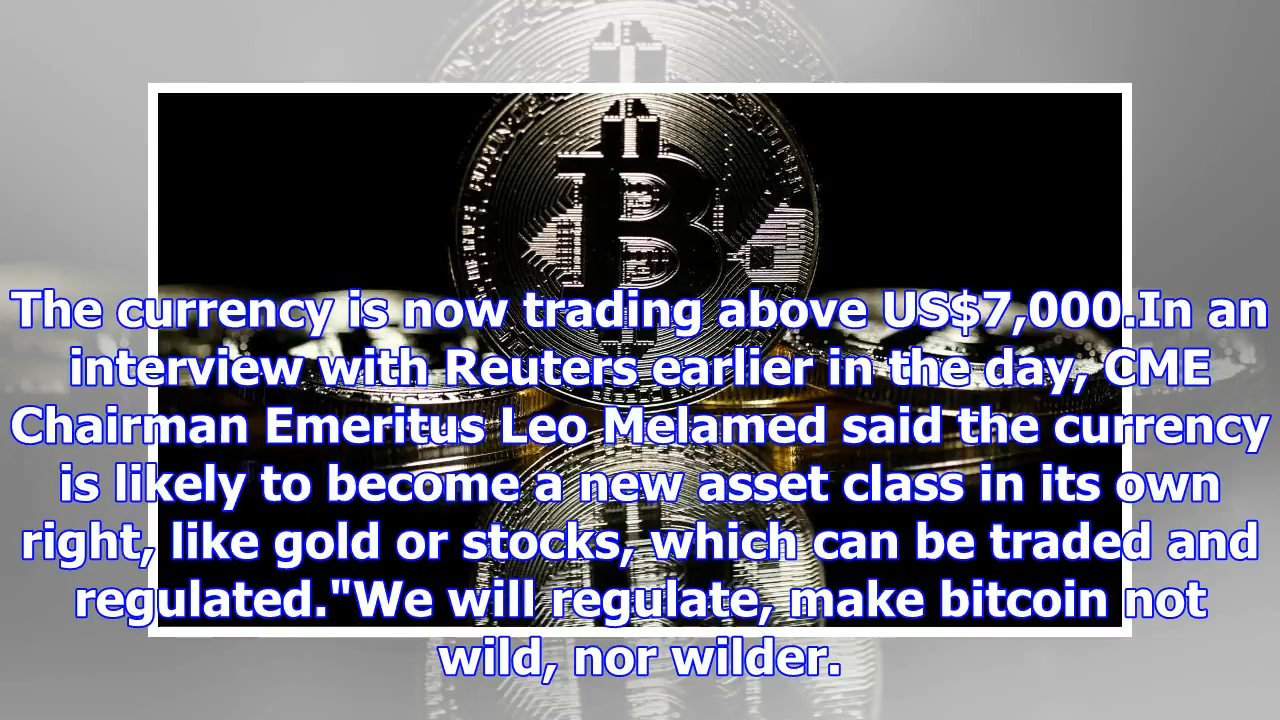 The currency is now trading above US$7,000.In an
interview with Reuters earlier in the day, CME
Chairman Emeritus Leo Melamed said the currency
is likely to become a new asset class in its own
right, like gold or stocks, which can be traded and
regulated."We will regulate, make bitcoin not
wild, nor wilder.